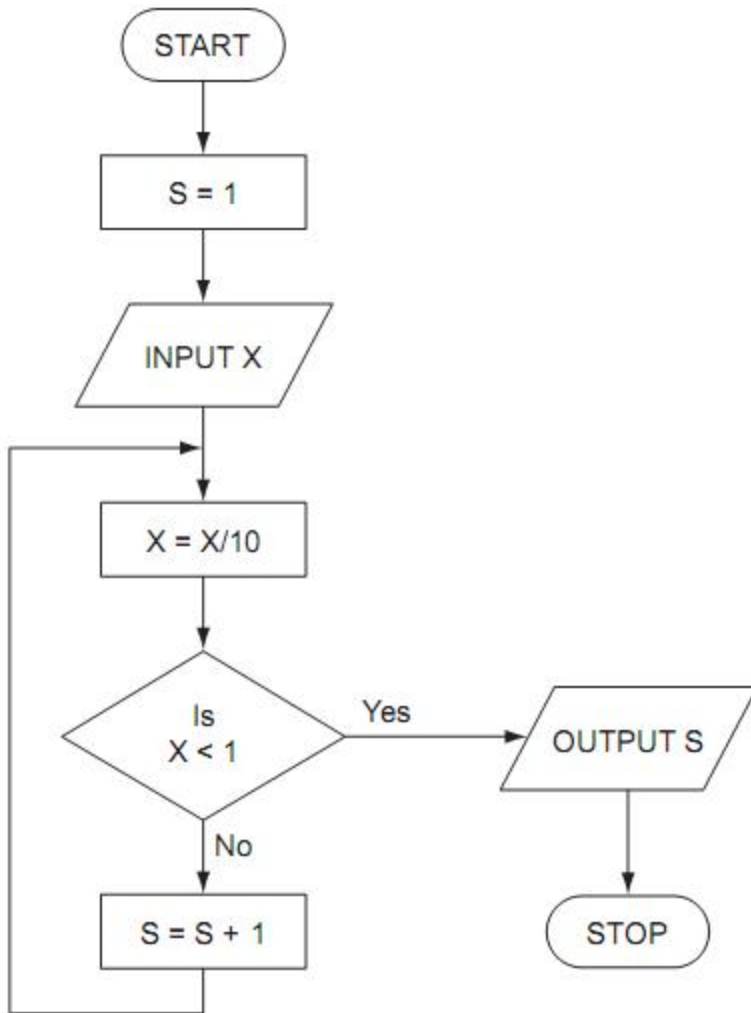 START
S = 1
INPUT X
X = X/10
Is
X < 1
Yes
OUTPUT S
No
S = S + 1
STOP